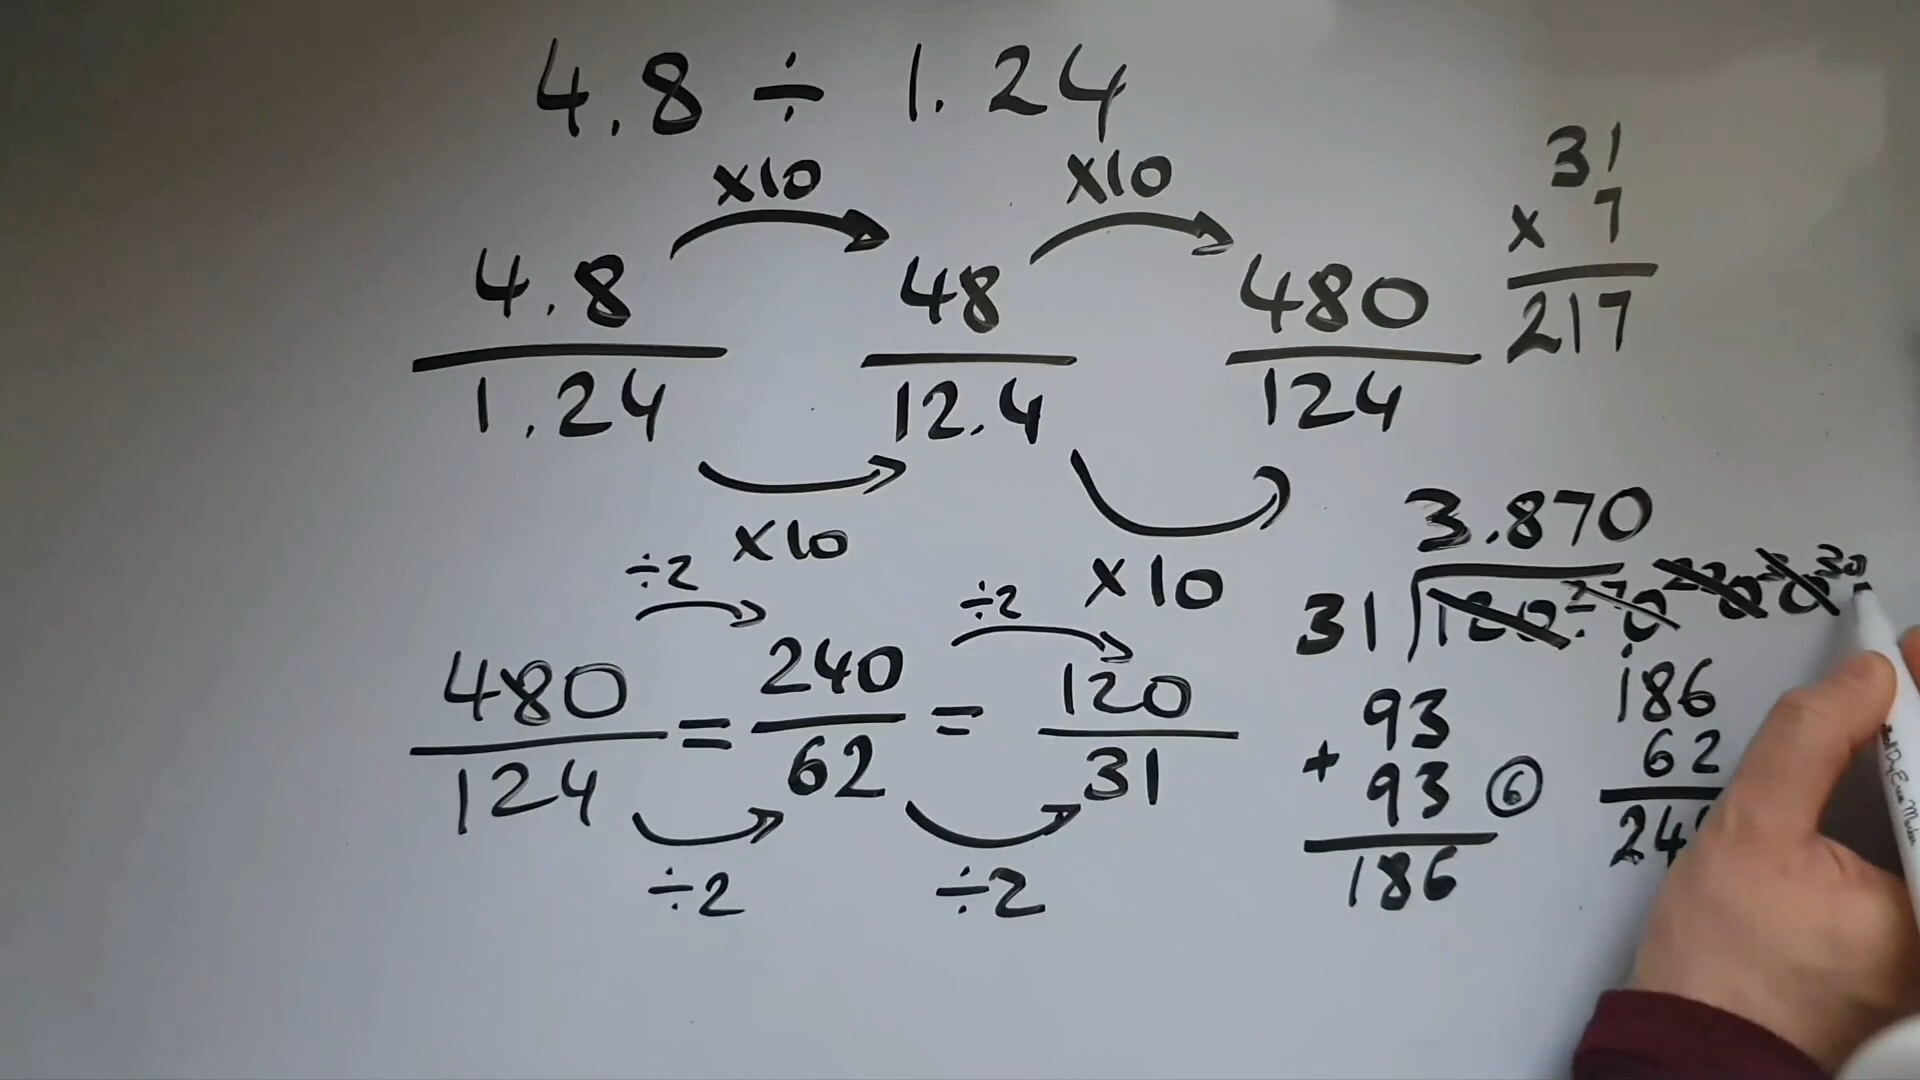 4.8 ÷ 1.24
x10 x10
4.8 48 480
1.24 12.4 124
x10 x10
÷2 ÷2
480 = 240 = 120
124 62 31
÷2 ÷2
31
x 7
217
3.870
31
93
+ 93 ⑥
186
186
62